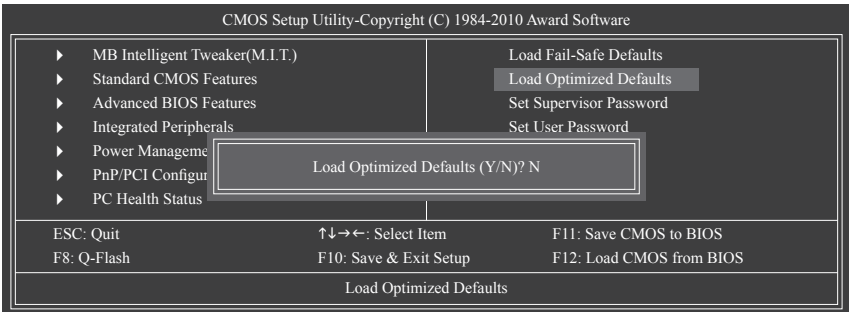 CMOS Setup Utility-Copyright (C) 1984-2010 Award Software
MB Intelligent Tweaker(M.I.T.)
Standard CMOS Features
Advanced BIOS Features
Integrated Peripherals
Power Manageme
PnP/PCI Configur
PC Health Status
Load Fail-Safe Defaults
Load Optimized Defaults
Set Supervisor Password
Set User Password
Load Optimized Defaults (Y/N)? N
ESC: Quit ↑↓→←: Select Item F11: Save CMOS to BIOS
F8: Q-Flash F10: Save & Exit Setup F12: Load CMOS from BIOS
Load Optimized Defaults